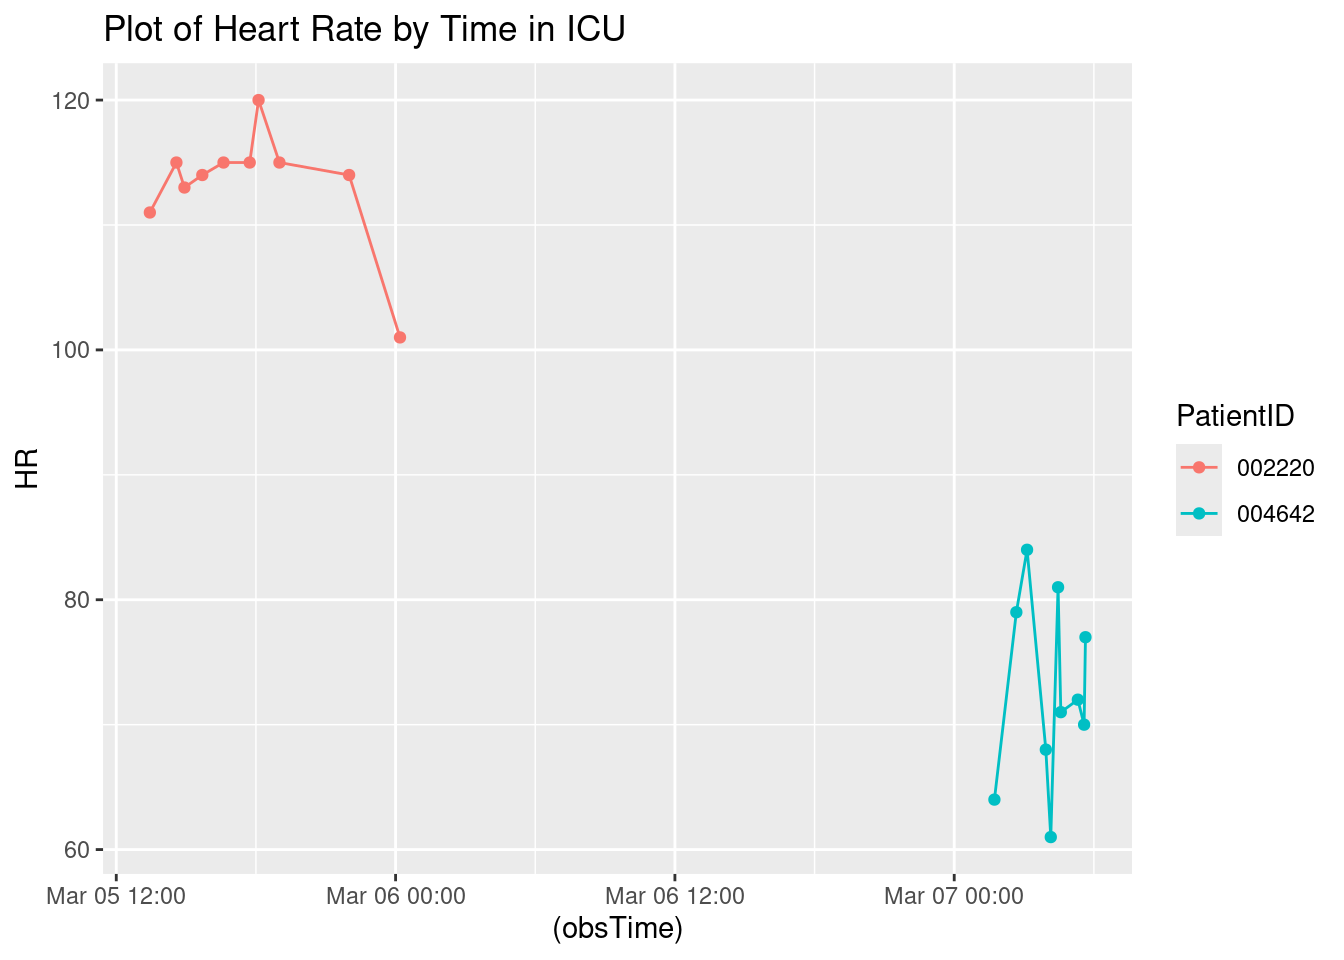 Plot of Heart Rate by Time in ICU
120
100
80
60
HR
Mar 05 12:00
Mar 06 00:00
Mar 06 12:00
Mar 07 00:00
(obsTime)
PatientID
002220
004642